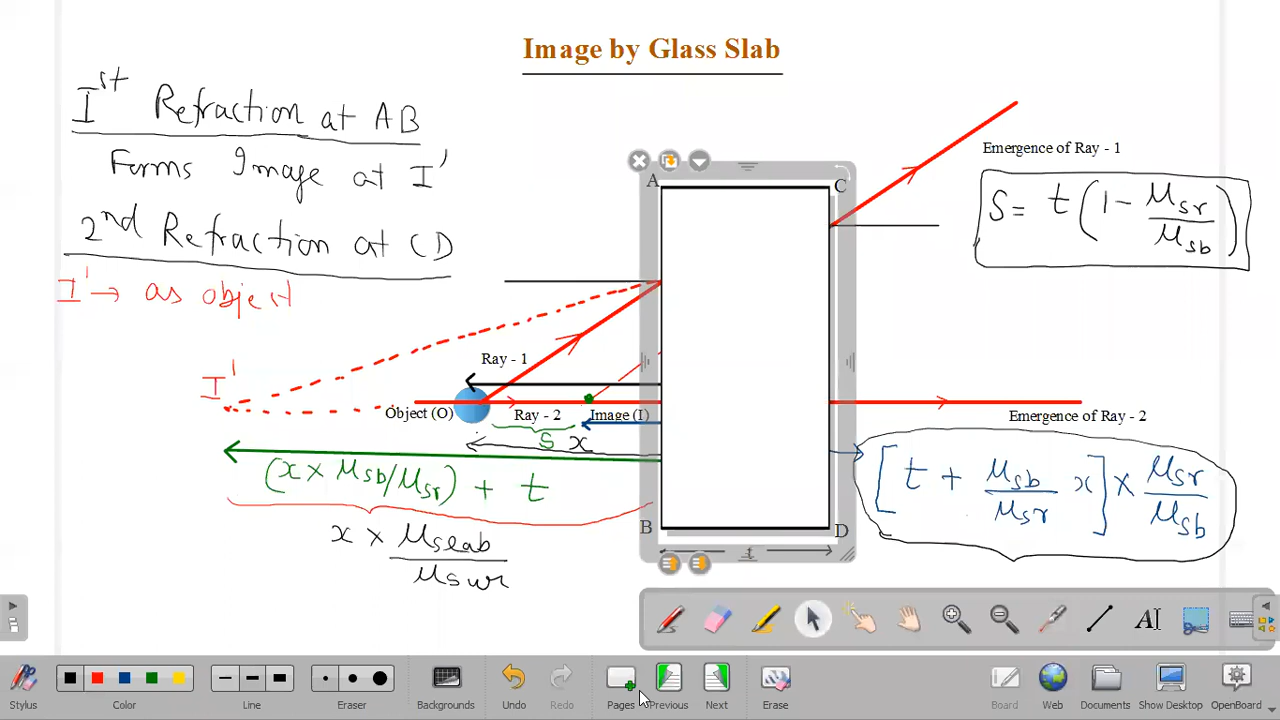 Image by Glass Slab
Ist Refraction at AB
Forms Image at I'
2nd Refraction at CD
I' → as object
Emergence of Ray - 1
S = t(1 - μsr/μsb)
A
C
Ray - 1
I'
Object (O)
Ray - 2
Image (I)
Emergence of Ray - 2
S
x
(x × μsb/μsr) + t
[t + μsb/μsr x] × μsr/μsb
B
D
t
x × μslab/μsur
Stylus
Color
Line
Eraser
Backgrounds
Undo
Redo
Pages
Previous
Next
Erase
Board
Web
Documents
Show Desktop
OpenBoard